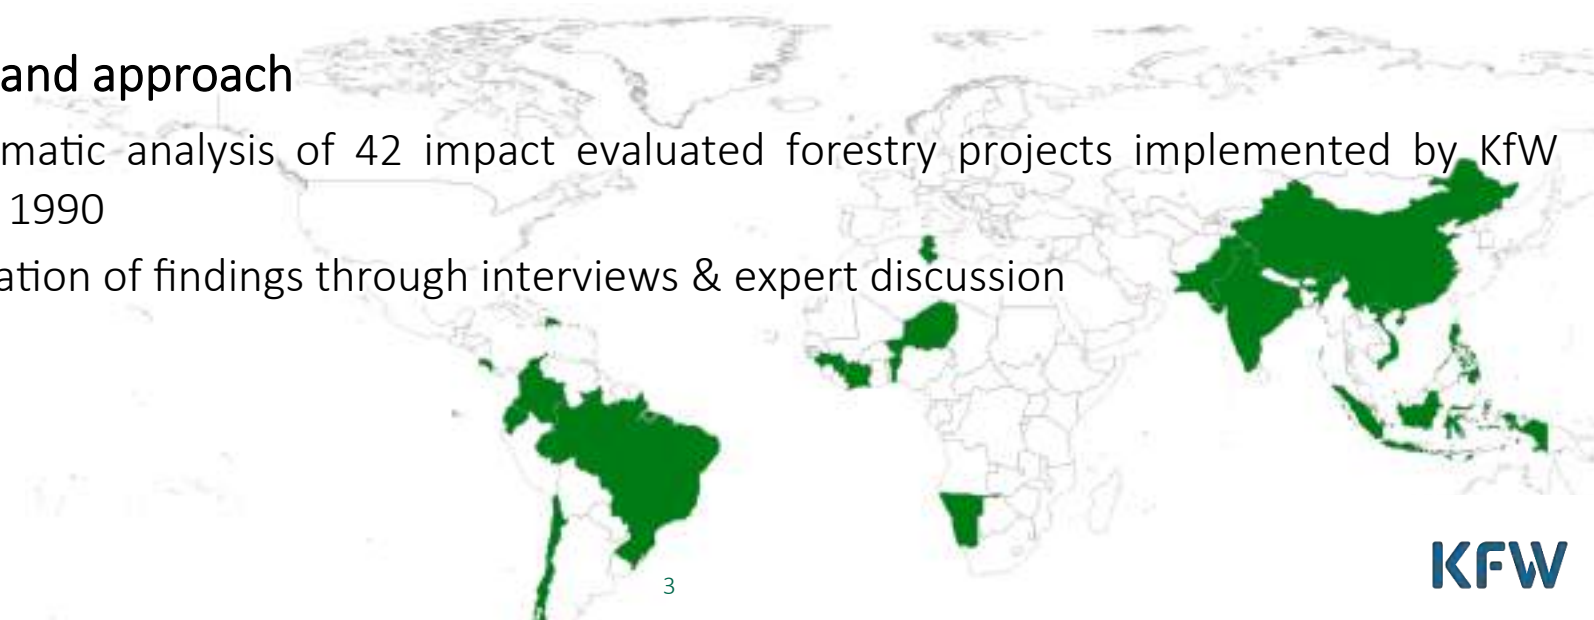 and approach
matic analysis of 42 impact evaluated forestry projects implemented by KfW
1990
ation of findings through interviews & expert discussion
3
KFW